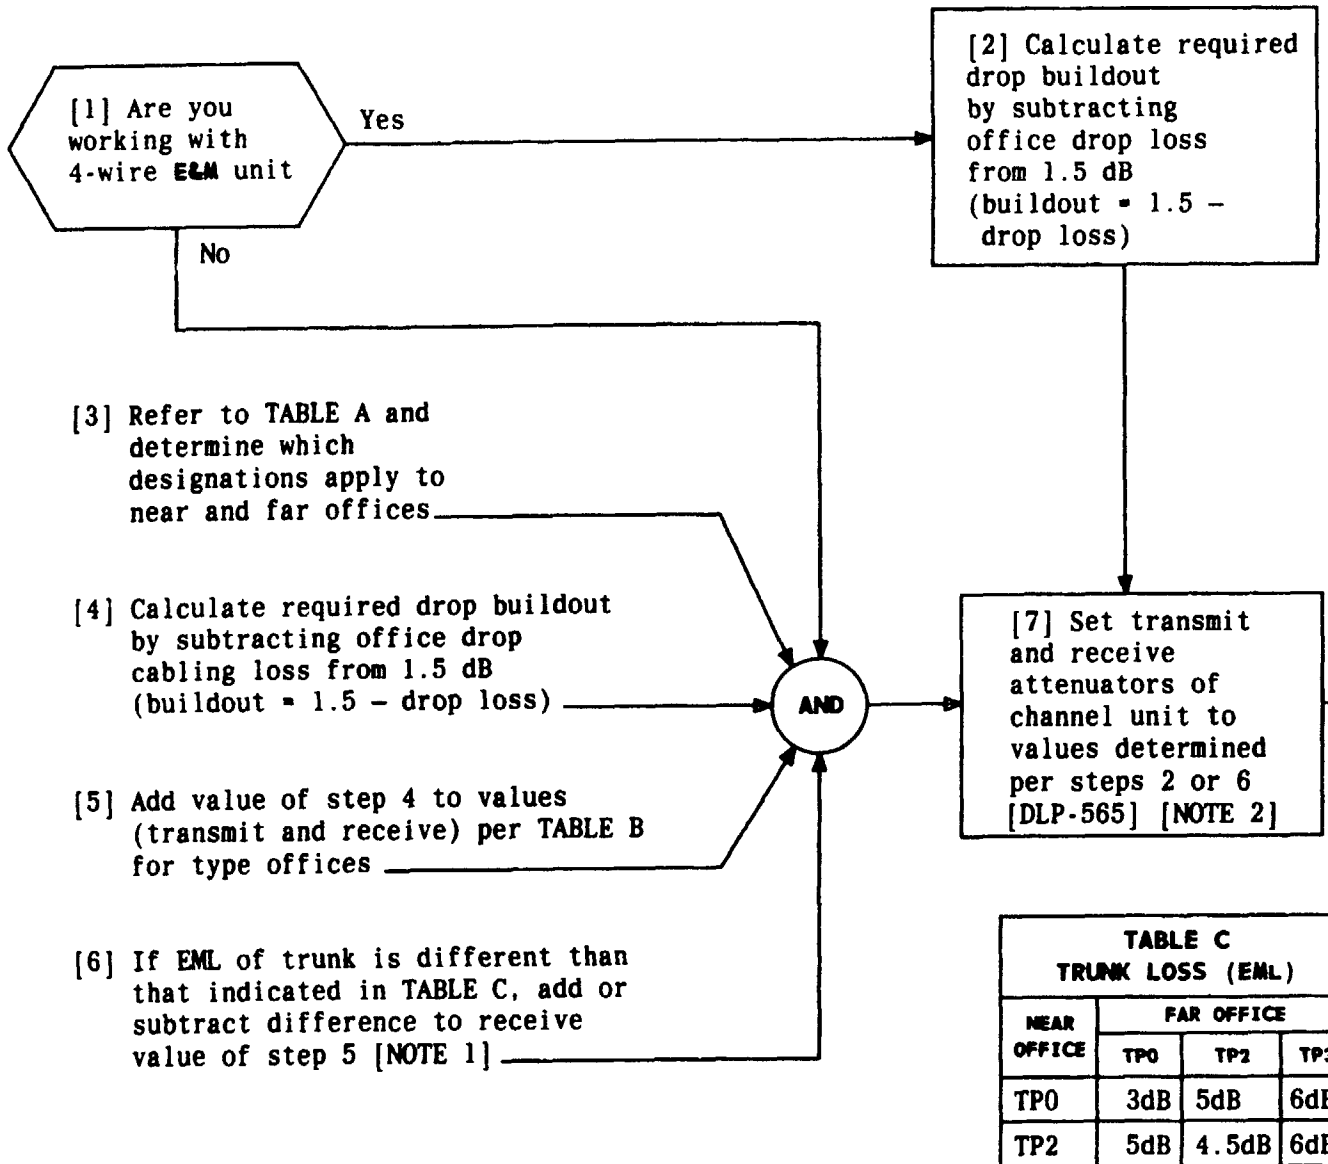 [1] Are you
working with
4-wire E&M unit
Yes
No
[2] Calculate required
drop buildout
by subtracting
office drop loss
from 1.5 dB
(buildout = 1.5 –
drop loss)
[3] Refer to TABLE A and
determine which
designations apply to
near and far offices
[4] Calculate required drop buildout
by subtracting office drop
cabling loss from 1.5 dB
(buildout = 1.5 – drop loss)
[5] Add value of step 4 to values
(transmit and receive) per TABLE B
for type offices
[6] If EML of trunk is different than
that indicated in TABLE C, add or
subtract difference to receive
value of step 5 [NOTE 1]
AND
[7] Set transmit
and receive
attenuators of
channel unit to
values determined
per steps 2 or 6
[DLP-565] [NOTE 2]
TABLE C
TRUNK LOSS (EML)
NEAR OFFICE FAR OFFICE
TP0 TP2 TP3
TP0 3dB 5dB 6dB
TP2 5dB 4.5dB 6dB